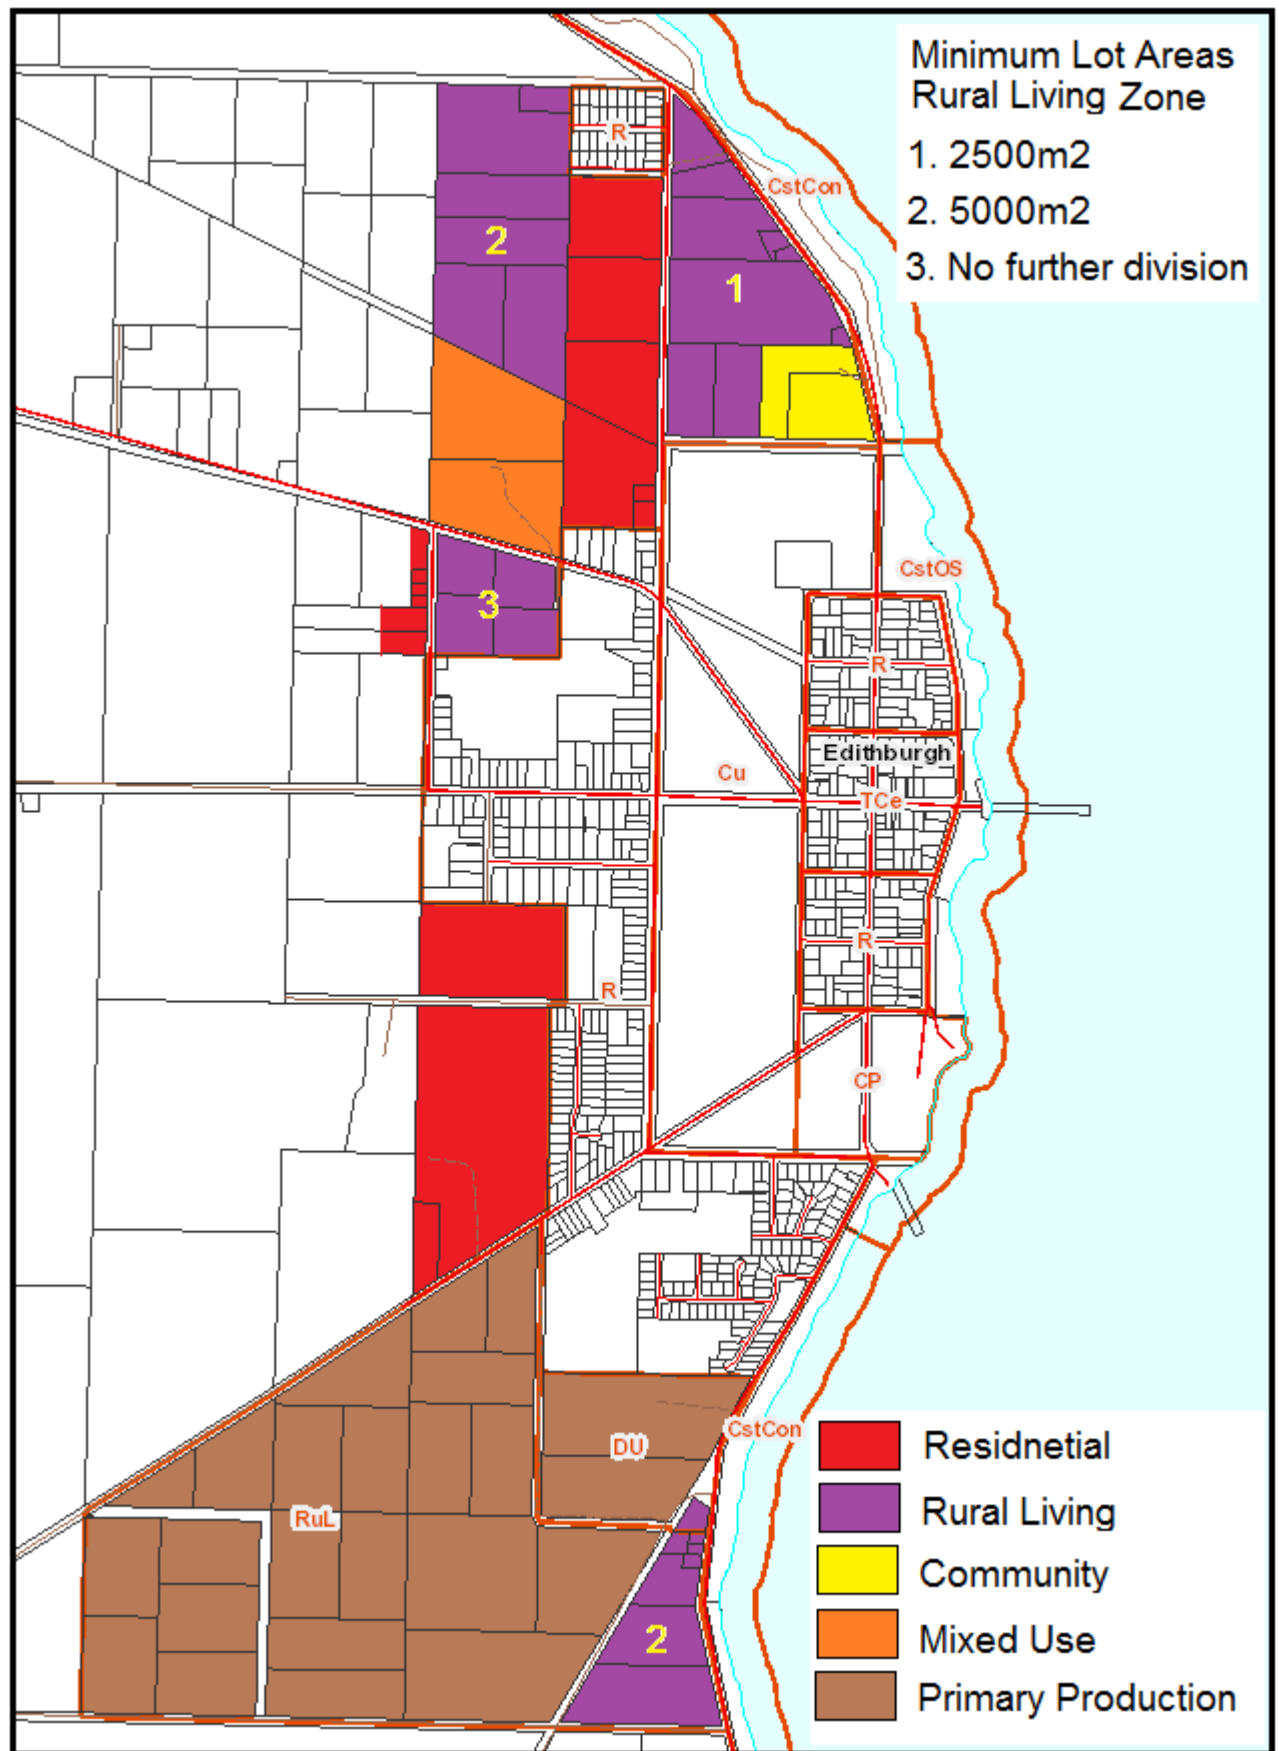 Minimum Lot Areas
Rural Living Zone
1. 2500m2
2. 5000m2
3. No further division
R
CstCon
2
1
CstOS
3
R
Edithburgh
Cu
TCe
R
R
CP
CstCon
DU
RuL
2
Residnetial
Rural Living
Community
Mixed Use
Primary Production